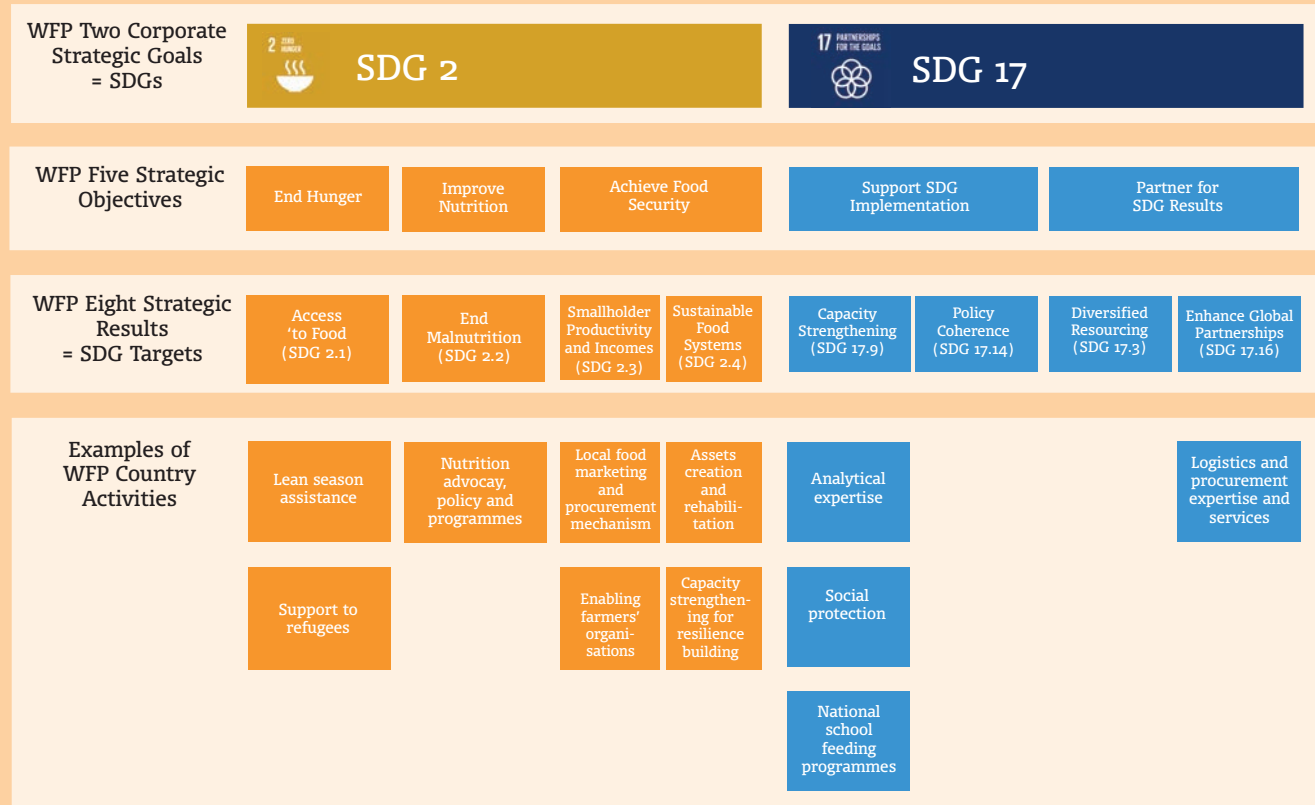 WFP Two Corporate
Strategic Goals
= SDGs
2 ZERO
HUNGER
SDG 2
17 PARTNERSHIPS
FOR THE GOALS
SDG 17
WFP Five Strategic
Objectives
End Hunger
Improve
Nutrition
Achieve Food
Security
Support SDG
Implementation
Partner for
SDG Results
WFP Eight Strategic
Results
= SDG Targets
Access
'to Food
(SDG 2.1)
End
Malnutrition
(SDG 2.2)
Smallholder
Productivity
and Incomes
(SDG 2.3)
Sustainable
Food
Systems
(SDG 2.4)
Capacity
Strengthening
(SDG 17.9)
Policy
Coherence
(SDG 17.14)
Diversified
Resourcing
(SDG 17.3)
Enhance Global
Partnerships
(SDG 17.16)
Examples of
WFP Country
Activities
Lean season
assistance
Nutrition
advocay,
policy and
programmes
Local food
marketing
and
procurement
mechanism
Assets
creation
and
rehabili-
tation
Analytical
expertise
Logistics and
procurement
expertise and
services
Support to
refugees
Enabling
farmers'
organi-
sations
Capacity
strengthen-
ing for
resilience
building
Social
protection
National
school
feeding
programmes